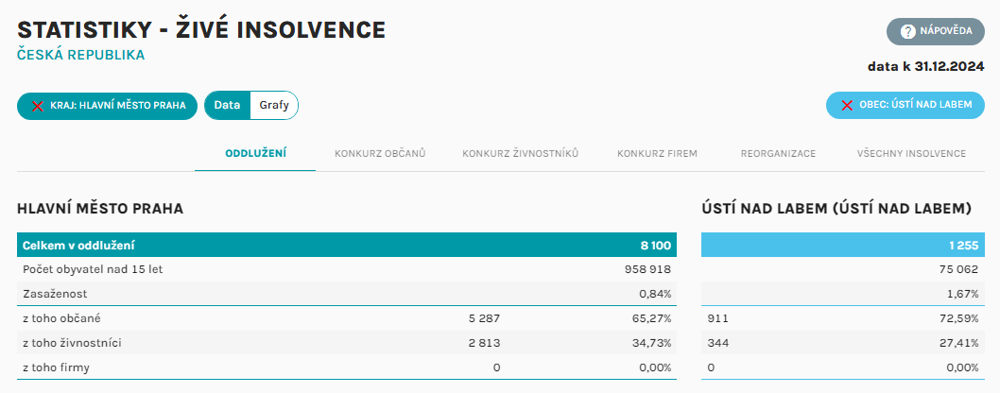 STATISTIKY - ŽIVÉ INSOLVENCE
ČESKÁ REPUBLIKA
? NÁPOVĚDA
data k 31.12.2024
KRAJ: HLAVNÍ MĚSTO PRAHA Data Grafy OBEC: ÚSTÍ NAD LABEM
ODDLUŽENÍ KONKURZ OBČANŮ KONKURZ ŽIVNOSTNÍKŮ KONKURZ FIREM REORGANIZACE VŠECHNY INSOLVENCE
HLAVNÍ MĚSTO PRAHA ÚSTÍ NAD LABEM (ÚSTÍ NAD LABEM)
Celkem v oddlužení 8 100 1 255
Počet obyvatel nad 15 let 958 918 75 062
Zasaženost 0,84% 1,67%
z toho občané 5 287 65,27% 911 72,59%
z toho živnostníci 2 813 34,73% 344 27,41%
z toho firmy 0 0,00% 0 0,00%